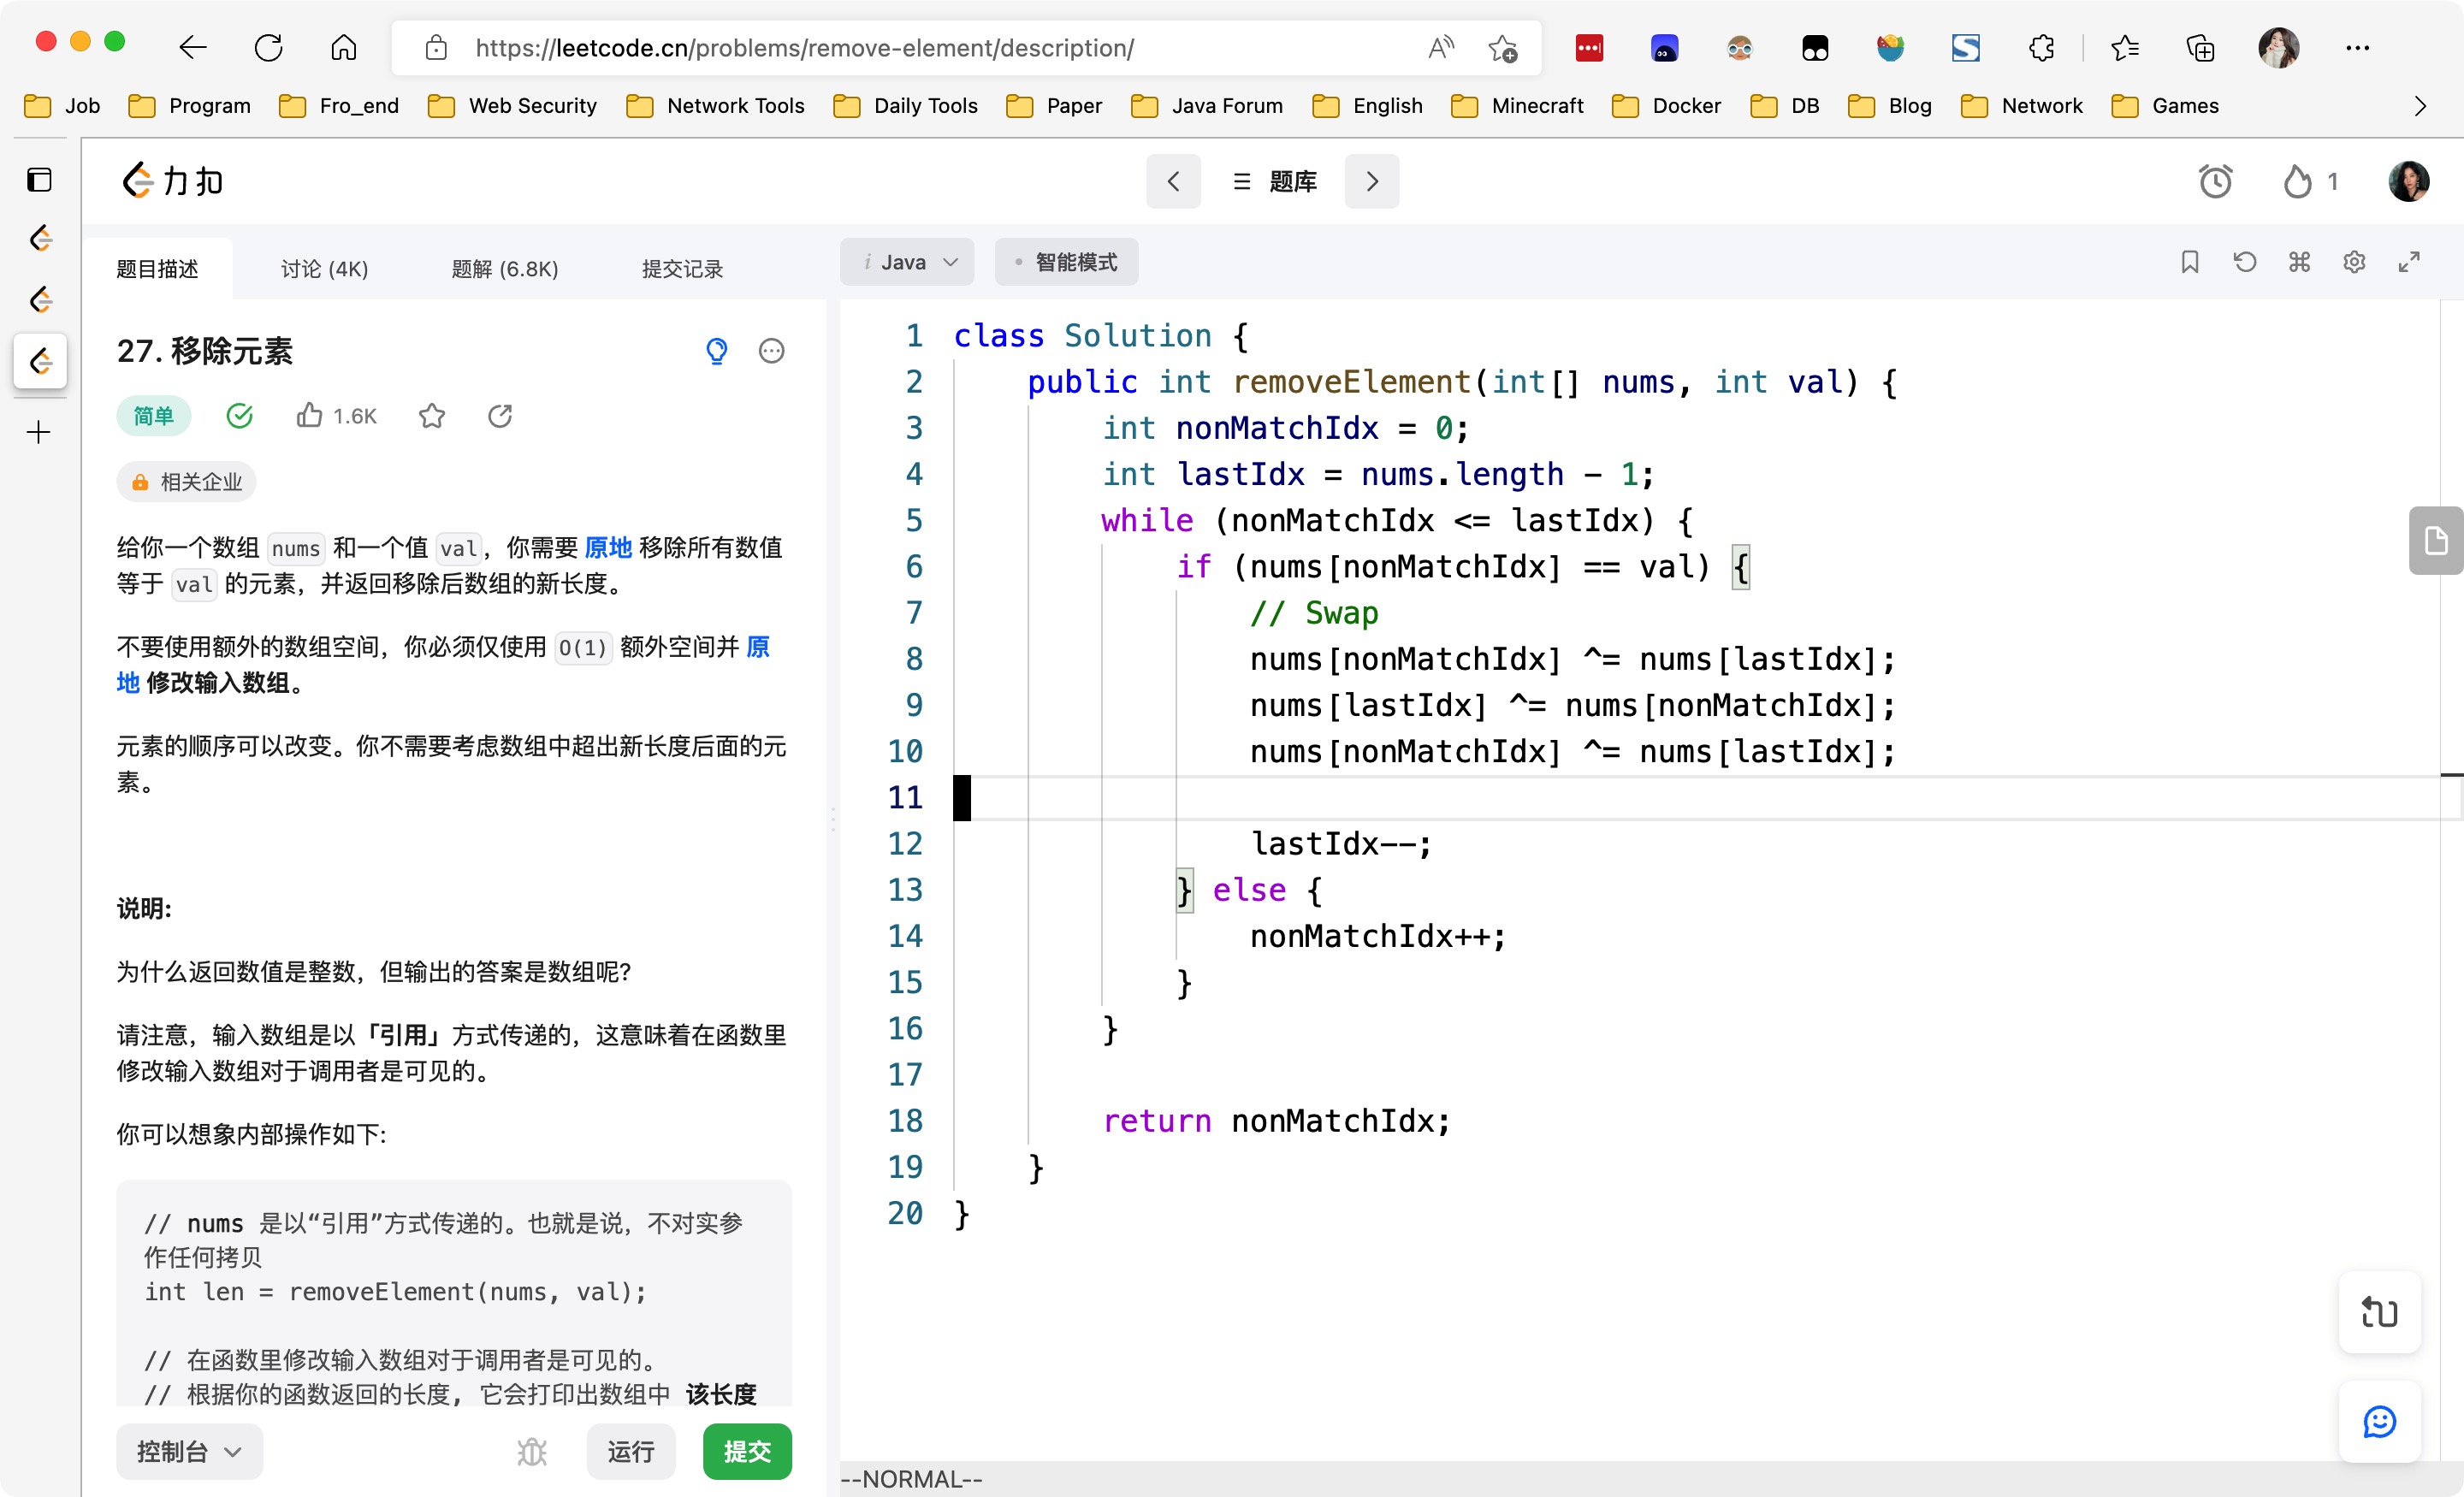 https://leetcode.cn/problems/remove-element/description/
Job Program Fro_end Web Security Network Tools Daily Tools Paper Java Forum English Minecraft Docker DB Blog Network Games
力扣
题库
1
题目描述 讨论 (4K) 题解 (6.8K) 提交记录
27. 移除元素
简单 1.6K
相关企业
给你一个数组 nums 和一个值 val，你需要 原地 移除所有数值
等于 val 的元素，并返回移除后数组的新长度。
不要使用额外的数组空间，你必须仅使用 O(1) 额外空间并 原
地 修改输入数组。
元素的顺序可以改变。你不需要考虑数组中超出新长度后面的元
素。
说明:
为什么返回数值是整数，但输出的答案是数组呢?
请注意，输入数组是以「引用」方式传递的，这意味着在函数里
修改输入数组对于调用者是可见的。
你可以想象内部操作如下:
// nums 是以“引用”方式传递的。也就是说，不对实参
作任何拷贝
int len = removeElement(nums, val);
// 在函数里修改输入数组对于调用者是可见的。
// 根据你的函数返回的长度, 它会打印出数组中 该长度
控制台 运行 提交
i Java 智能模式
1 class Solution {
2 public int removeElement(int[] nums, int val) {
3 int nonMatchIdx = 0;
4 int lastIdx = nums.length - 1;
5 while (nonMatchIdx <= lastIdx) {
6 if (nums[nonMatchIdx] == val) {
7 // Swap
8 nums[nonMatchIdx] ^= nums[lastIdx];
9 nums[lastIdx] ^= nums[nonMatchIdx];
10 nums[nonMatchIdx] ^= nums[lastIdx];
11
12 lastIdx--;
13 } else {
14 nonMatchIdx++;
15 }
16 }
17
18 return nonMatchIdx;
19 }
20 }
--NORMAL--